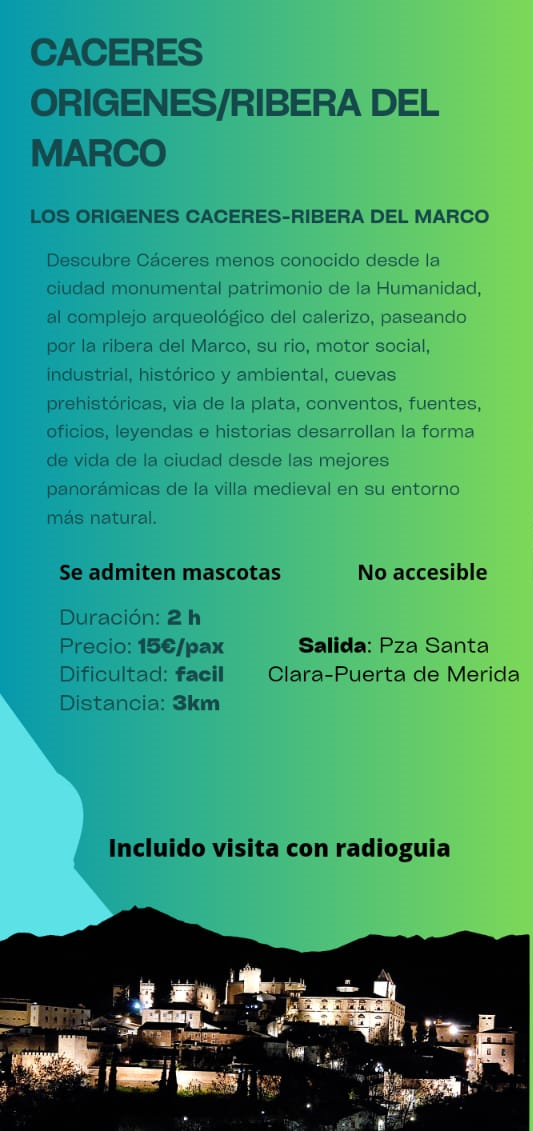 CACERES
ORIGENES/RIBERA DEL
MARCO
LOS ORIGENES CACERES-RIBERA DEL MARCO
Descubre Cáceres menos conocido desde la
ciudad monumental patrimonio de la Humanidad,
al complejo arqueológico del calerizo, paseando
por la ribera del Marco, su rio, motor social,
industrial, histórico y ambiental, cuevas
prehistóricas, via de la plata, conventos, fuentes,
oficios, leyendas e historias desarrollan la forma
de vida de la ciudad desde las mejores
panorámicas de la villa medieval en su entorno
más natural.
Se admiten mascotas
No accesible
Duración: 2 h
Precio: 15€/pax
Dificultad: facil
Distancia: 3km
Salida: Pza Santa
Clara-Puerta de Merida
Incluido visita con radioguia